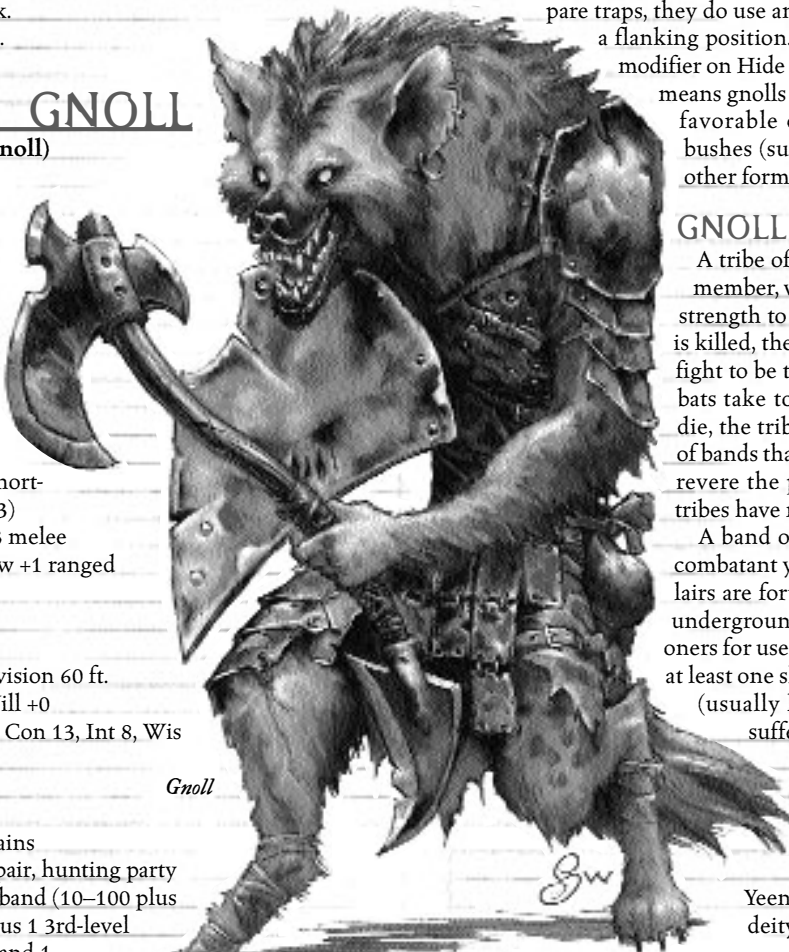 k.
.
GNOLL
noll)
hort-
3)
melee
w +1 ranged
vision 60 ft.
Will +0
Con 13, Int 8, Wis
Gnoll
ains
pair, hunting party
band (10–100 plus
us 1 3rd-level
and 1
pare traps, they do use am
a flanking position.
modifier on Hide
means gnolls
favorable
bushes (su
other form
GNOLL
A tribe of
member, w
strength to
is killed, the
fight to be t
bats take to
die, the trib
of bands tha
revere the p
tribes have
A band o
combatant y
lairs are for
underground
oners for use
at least one s
(usually
suffe
Yeen
deity